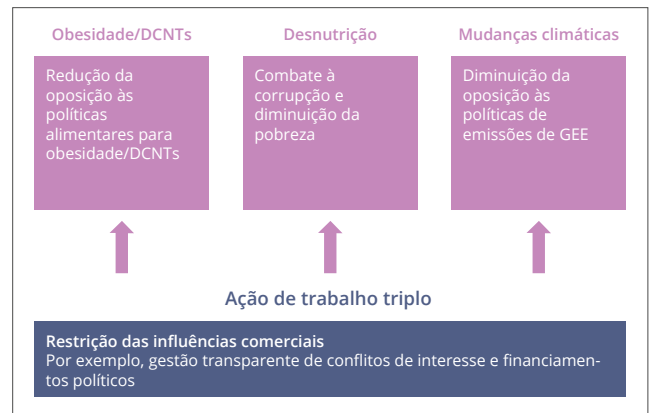 Obesidade/DCNTs
Redução da
oposição às
políticas
alimentares para
obesidade/DCNTs
Desnutrição
Combate à
corrupção e
diminuição da
pobreza
Mudanças climáticas
Diminuição da
oposição às
políticas de
emissões de GEE
Ação de trabalho triplo
Restrição das influências comerciais
Por exemplo, gestão transparente de conflitos de interesse e financiamen-
tos políticos